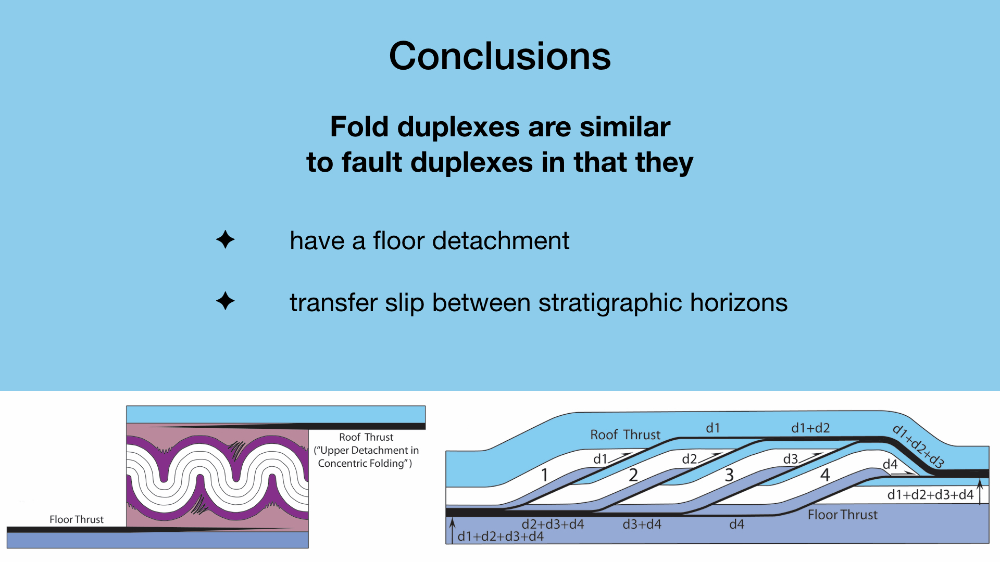 Conclusions
Fold duplexes are similar
to fault duplexes in that they
✦ have a floor detachment
✦ transfer slip between stratigraphic horizons
Roof Thrust
(“Upper Detachment in
Concentric Folding”)
Floor Thrust
Roof Thrust
d1
d1+d2
d1+d2+d3
d1
d2
d3
d4
1
2
3
4
d1+d2+d3+d4
Floor Thrust
d2+d3+d4
d3+d4
d4
d1+d2+d3+d4